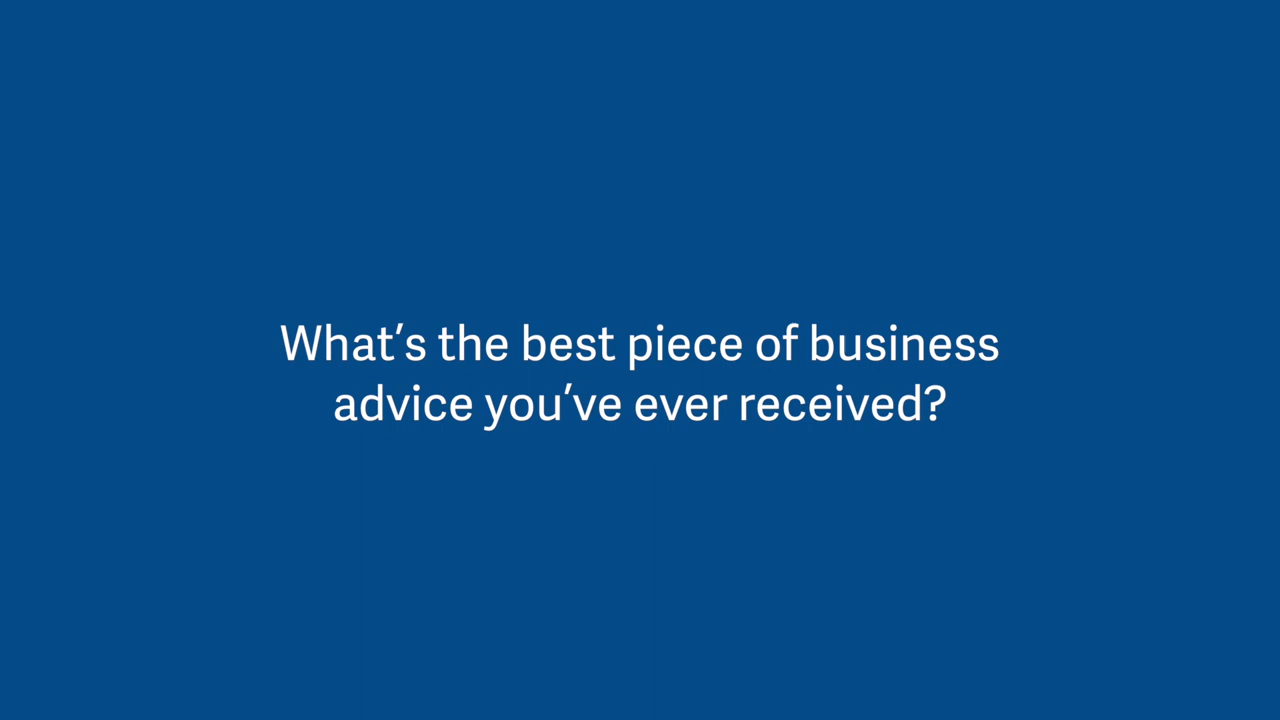 What’s the best piece of business
advice you’ve ever received?